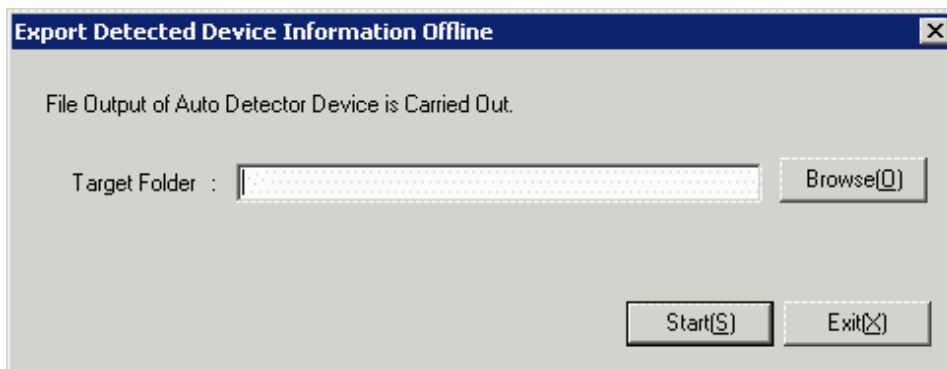 Export Detected Device Information Offline
File Output of Auto Detector Device is Carried Out.
Target Folder : Browse(O)
Start(S) Exit(X)